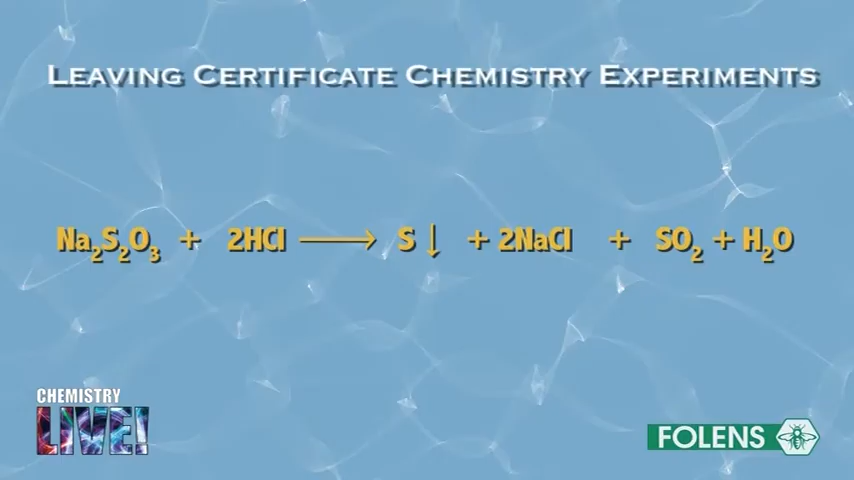 LEAVING CERTIFICATE CHEMISTRY EXPERIMENTS
Na₂S₂O₃ + 2HCl ⟶ S ↓ + 2NaCl + SO₂ + H₂O
CHEMISTRY
LIVE!
FOLENS